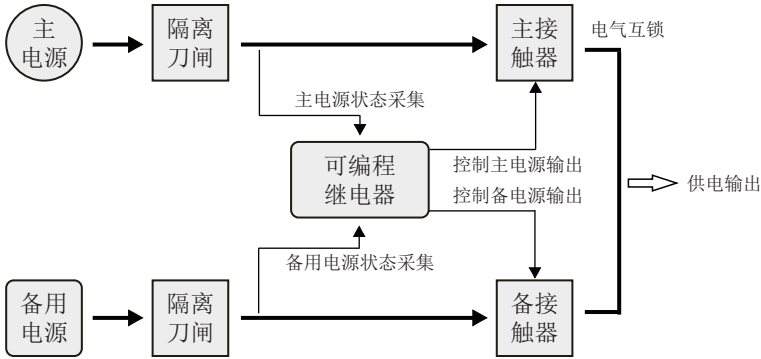 主
电源
隔离
刀闸
主接
触器
电气互锁
主电源状态采集
可编程
继电器
控制主电源输出
控制备电源输出
供电输出
备用电源状态采集
备用
电源
隔离
刀闸
备接
触器